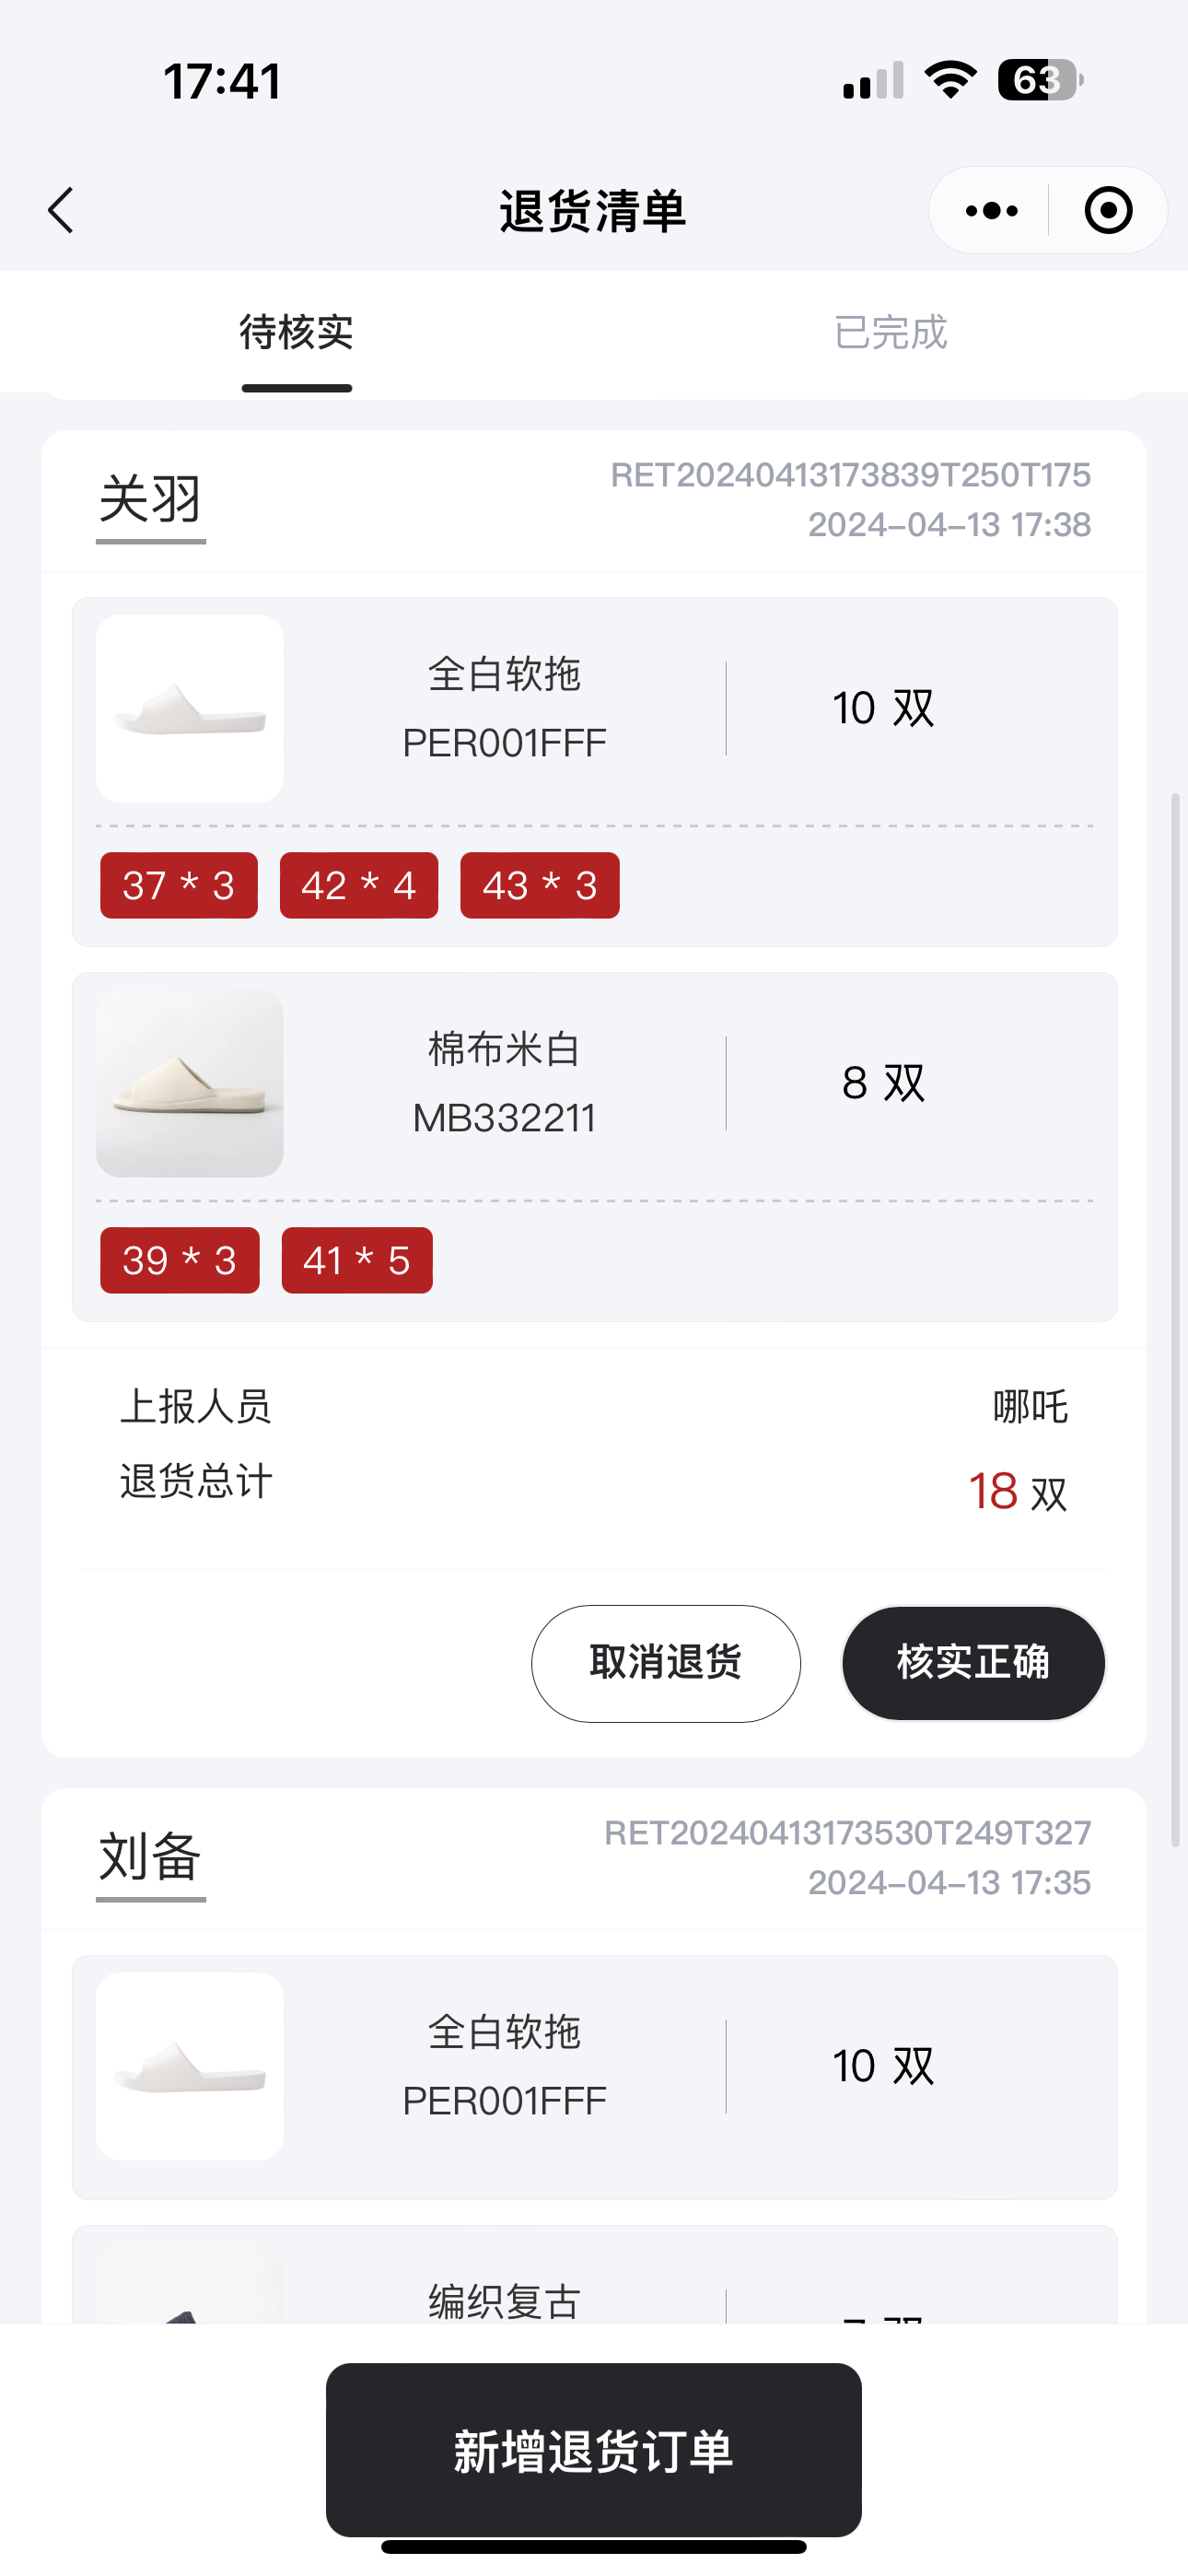 17:41
63
退货清单
待核实
已完成
关羽
RET20240413173839T250T175
2024-04-13 17:38
全白软拖
PER001FFF
10 双
37 * 3
42 * 4
43 * 3
棉布米白
MB332211
8 双
39 * 3
41 * 5
上报人员
哪吒
退货总计
18 双
取消退货
核实正确
刘备
RET20240413173530T249T327
2024-04-13 17:35
全白软拖
PER001FFF
10 双
编织复古
新增退货订单